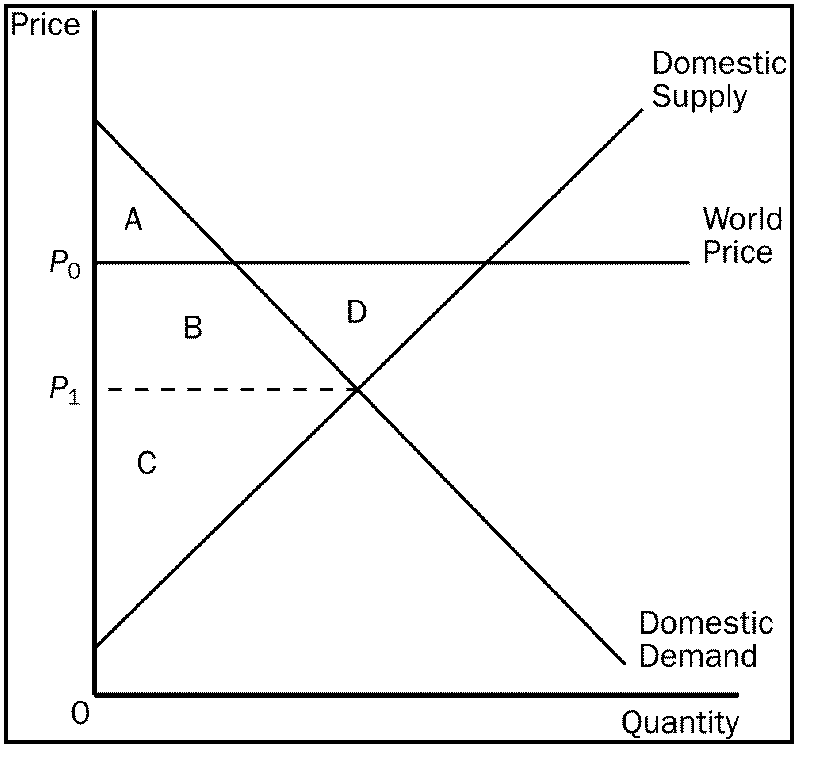 Price
Domestic
Supply
World
Price
A
P0
B
D
P1
C
Domestic
Demand
0
Quantity